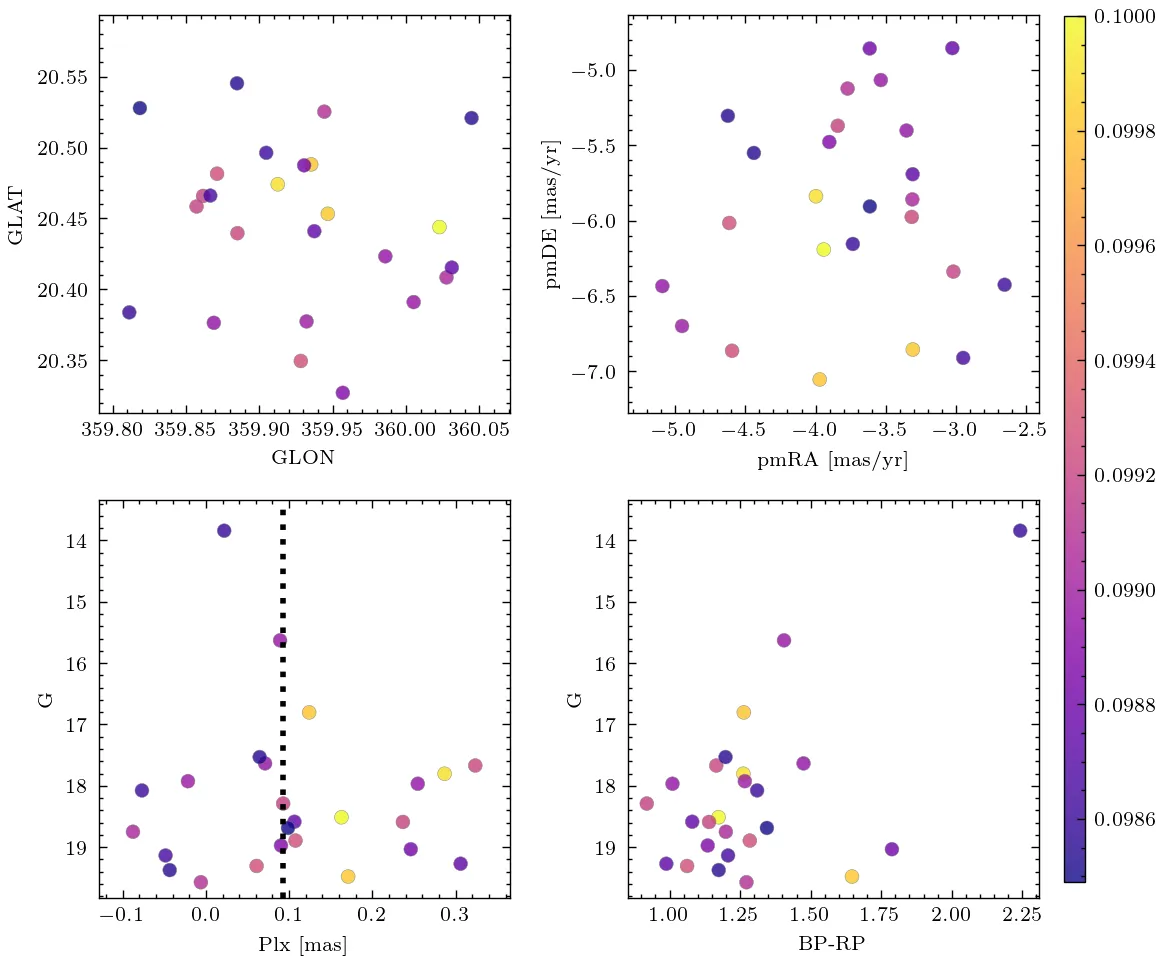 20.55
20.50
20.45
20.40
20.35
GLAT
359.80 359.85 359.90 359.95 360.00 360.05
GLON
−5.0
−5.5
−6.0
−6.5
−7.0
pmDE [mas/yr]
−5.0 −4.5 −4.0 −3.5 −3.0 −2.5
pmRA [mas/yr]
14
15
16
17
18
19
G
−0.1 0.0 0.1 0.2 0.3
Plx [mas]
14
15
16
17
18
19
G
1.00 1.25 1.50 1.75 2.00 2.25
BP-RP
0.1000
0.0998
0.0996
0.0994
0.0992
0.0990
0.0988
0.0986